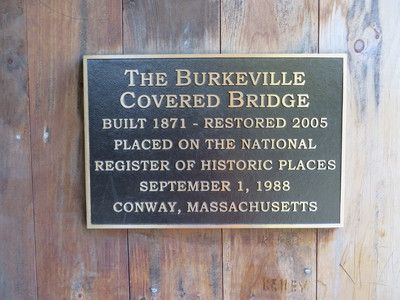 THE BURKEVILLE
COVERED BRIDGE
BUILT 1871 - RESTORED 2005
PLACED ON THE NATIONAL
REGISTER OF HISTORIC PLACES
SEPTEMBER 1, 1988
CONWAY, MASSACHUSETTS